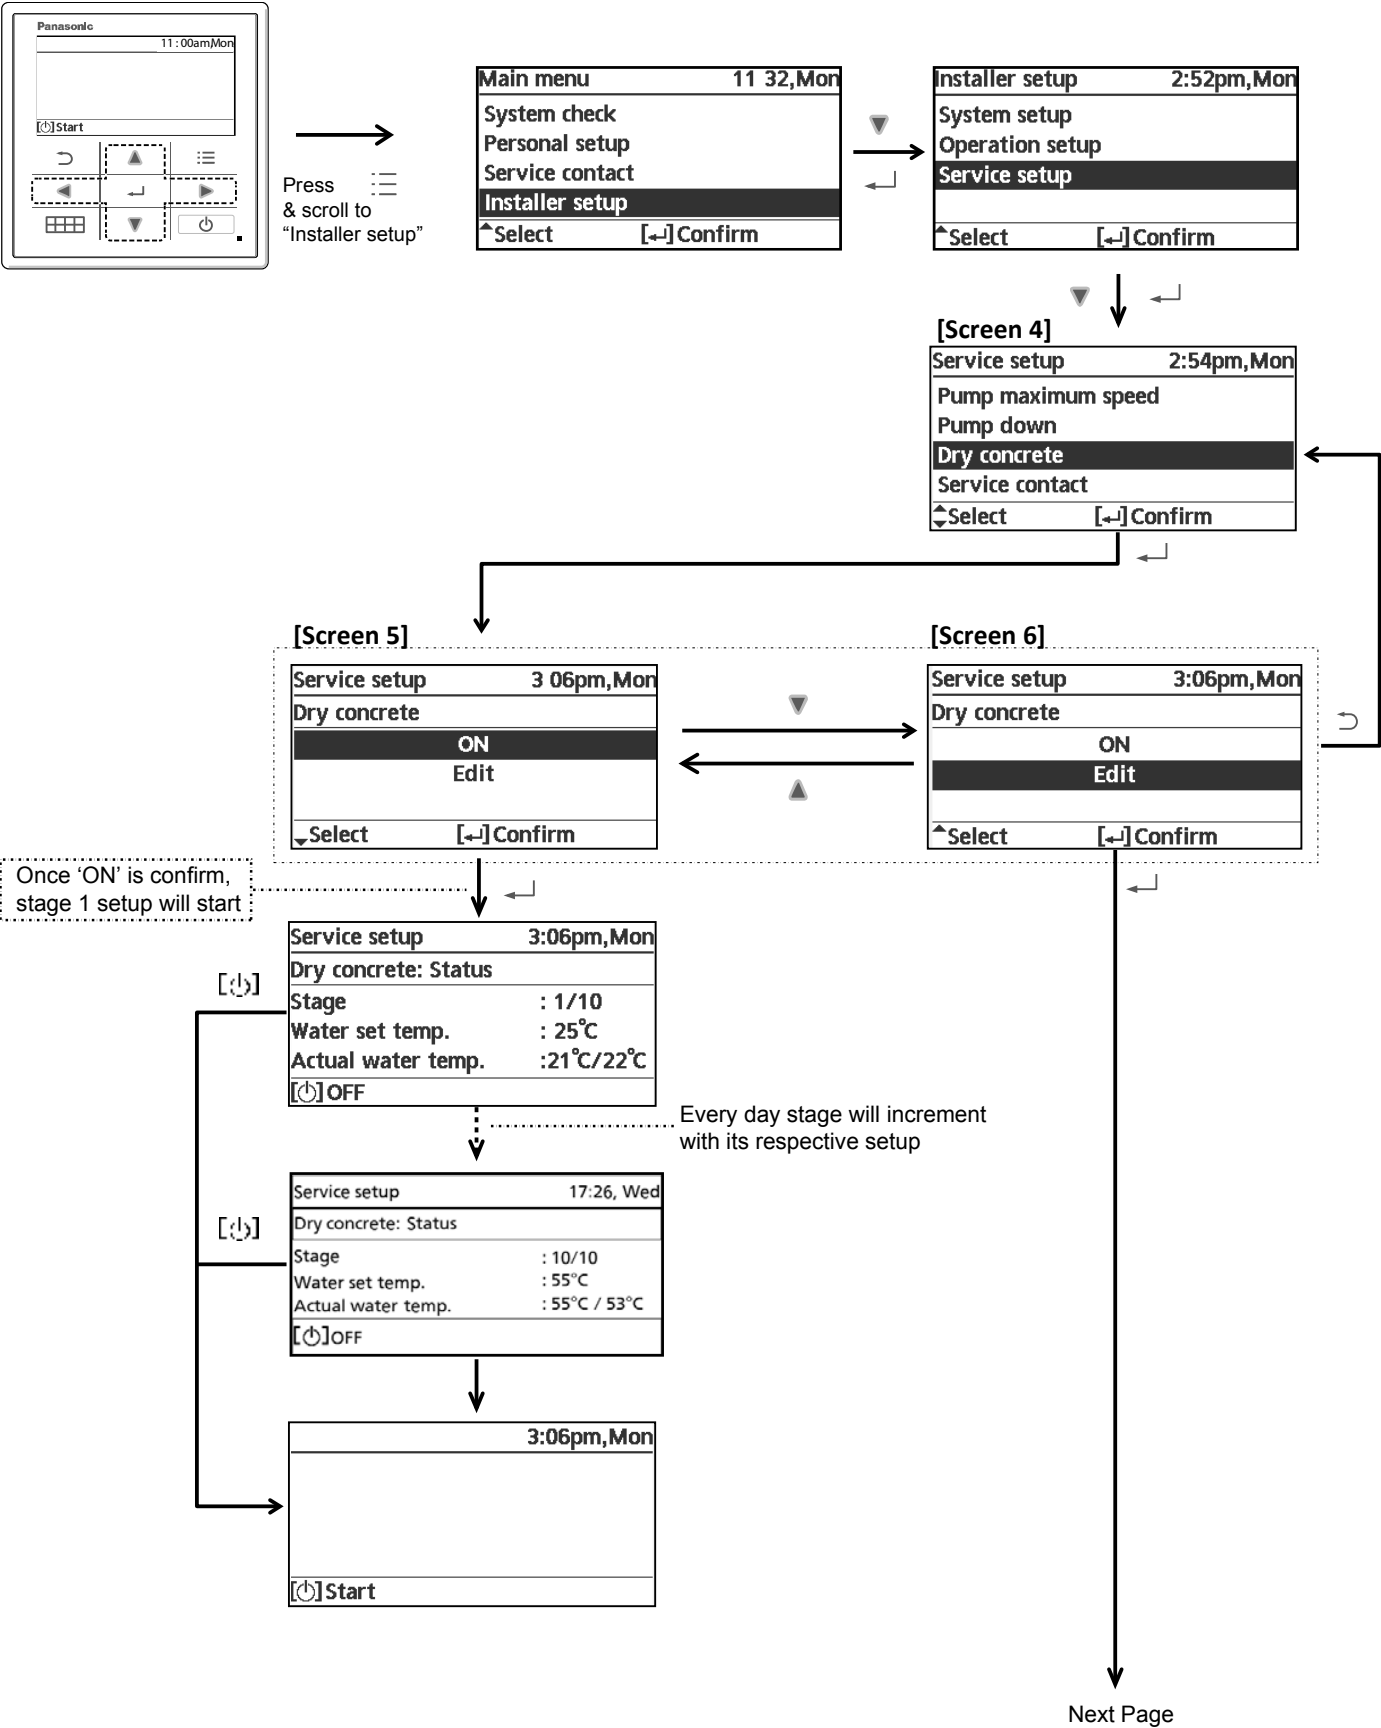 Panasonic
11:00am,Mon
[⏻]Start
Press
& scroll to
“Installer setup”
Main menu 11 32,Mon
System check
Personal setup
Service contact
Installer setup
Select [↵]Confirm
Installer setup 2:52pm,Mon
System setup
Operation setup
Service setup
Select [↵]Confirm
[Screen 4]
Service setup 2:54pm,Mon
Pump maximum speed
Pump down
Dry concrete
Service contact
Select [↵]Confirm
[Screen 5]
Service setup 3 06pm,Mon
Dry concrete
ON
Edit
Select [↵]Confirm
[Screen 6]
Service setup 3:06pm,Mon
Dry concrete
ON
Edit
Select [↵]Confirm
Once ‘ON’ is confirm,
stage 1 setup will start
Service setup 3:06pm,Mon
Dry concrete: Status
Stage : 1/10
Water set temp. : 25°C
Actual water temp. :21°C/22°C
[⏻]OFF
[⏻]
Every day stage will increment
with its respective setup
Service setup 17:26, Wed
Dry concrete: Status
Stage : 10/10
Water set temp. : 55°C
Actual water temp. : 55°C / 53°C
[⏻]OFF
[⏻]
3:06pm,Mon
[⏻]Start
Next Page